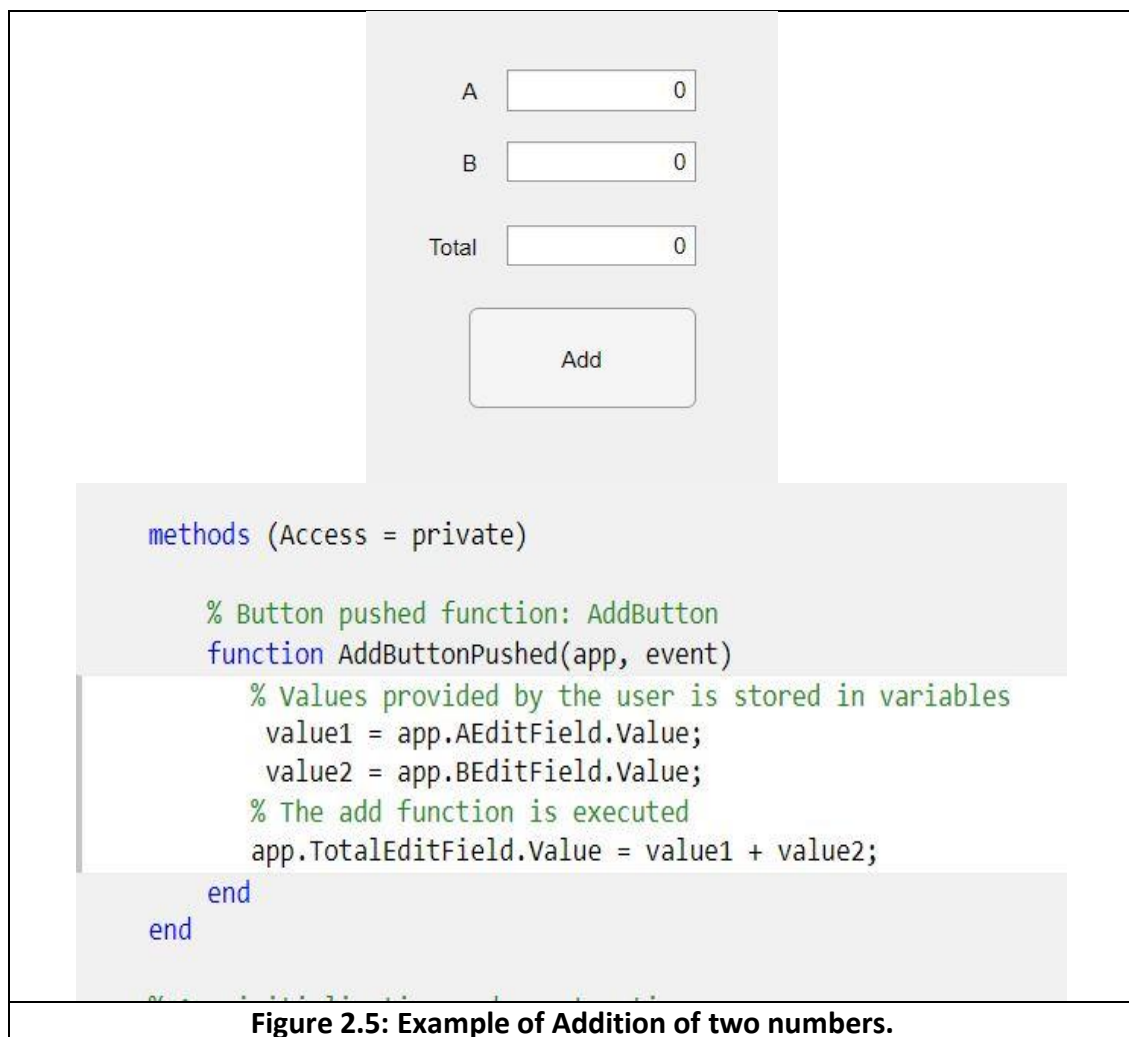 A 0
B 0
Total 0
Add
methods (Access = private)
% Button pushed function: AddButton
function AddButtonPushed(app, event)
% Values provided by the user is stored in variables
value1 = app.AEditField.Value;
value2 = app.BEditField.Value;
% The add function is executed
app.TotalEditField.Value = value1 + value2;
end
end
Figure 2.5: Example of Addition of two numbers.